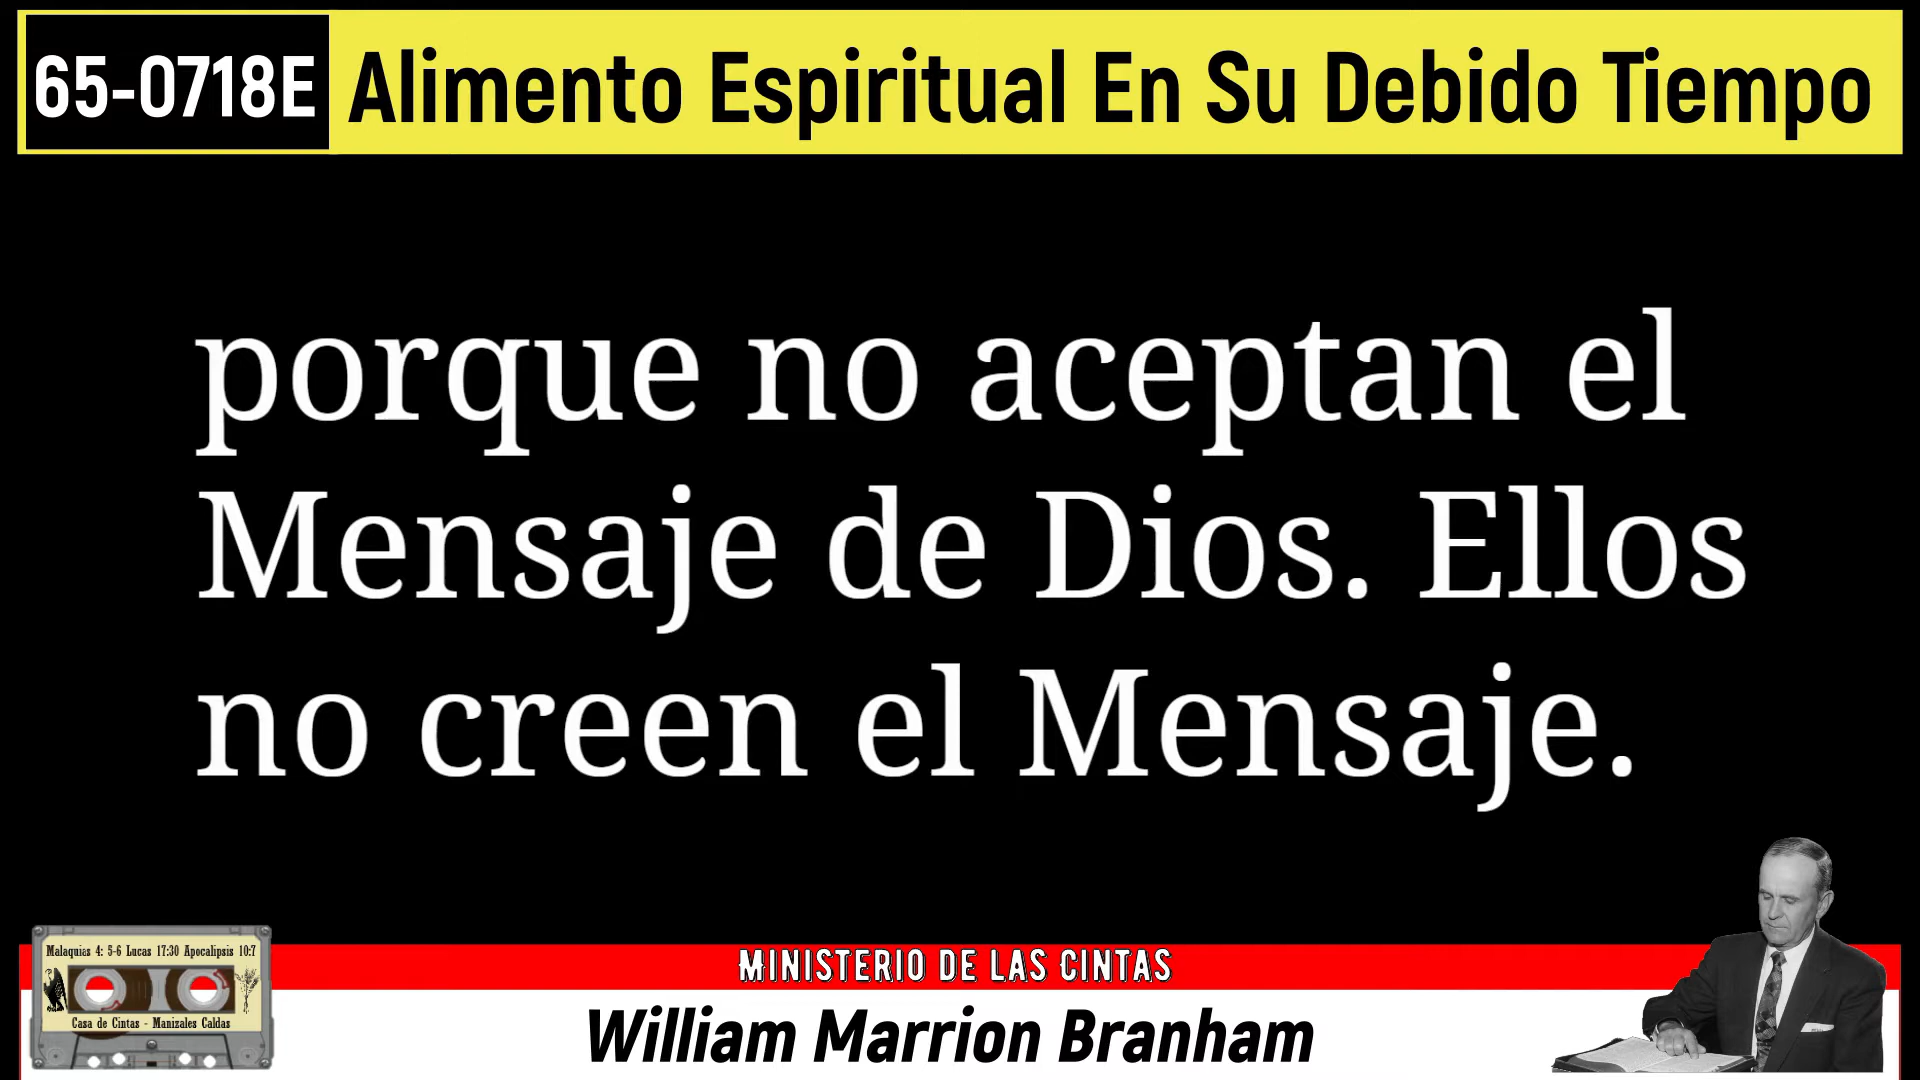 65-0718E Alimento Espiritual En Su Debido Tiempo
porque no aceptan el
Mensaje de Dios. Ellos
no creen el Mensaje.
Malaquias 4: 5-6 Lucas 17:30 Apocalipsis 10:7
Casa de Cintas - Manizales Caldas
MINISTERIO DE LAS CINTAS
William Marrion Branham